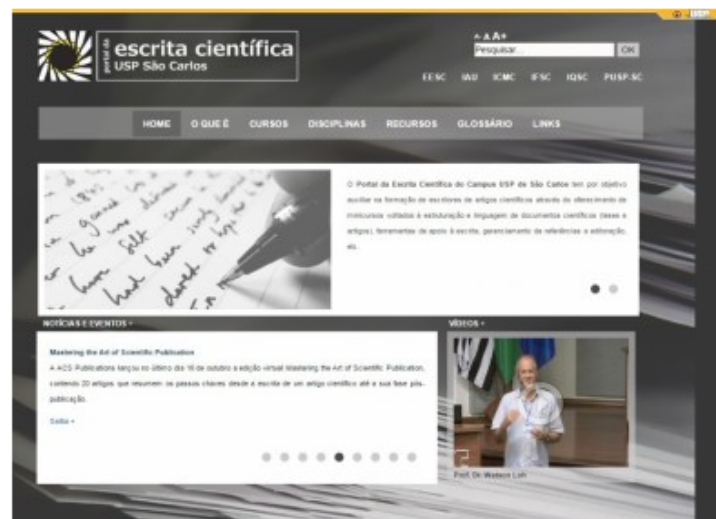 USP
portal da
escrita científica
USP São Carlos
A- A A+
Pesquisar...
OK
EESC IAU ICMC IFSC IQSC PUSP-SC
HOME O QUE É CURSOS DISCIPLINAS RECURSOS GLOSSÁRIO LINKS
O Portal da Escrita Científica do Campus USP de São Carlos tem por objetivo
auxiliar na formação de escritores de artigos científicos através do oferecimento de
minicursos voltados à estruturação e linguagem de documentos científicos (teses e
artigos), ferramentas de apoio à escrita, gerenciamento de referências e editoração,
etc.
NOTÍCIAS E EVENTOS +
Mastering the Art of Scientific Publication
A ACS Publications lançou no último dia 16 de outubro a edição virtual Mastering the Art of Scientific Publication,
contendo 20 artigos que resumem os passos chaves desde a escrita de um artigo científico até a sua fase pós-
publicação.
Saiba +
VÍDEOS +
Prof. Dr. Watson Loh